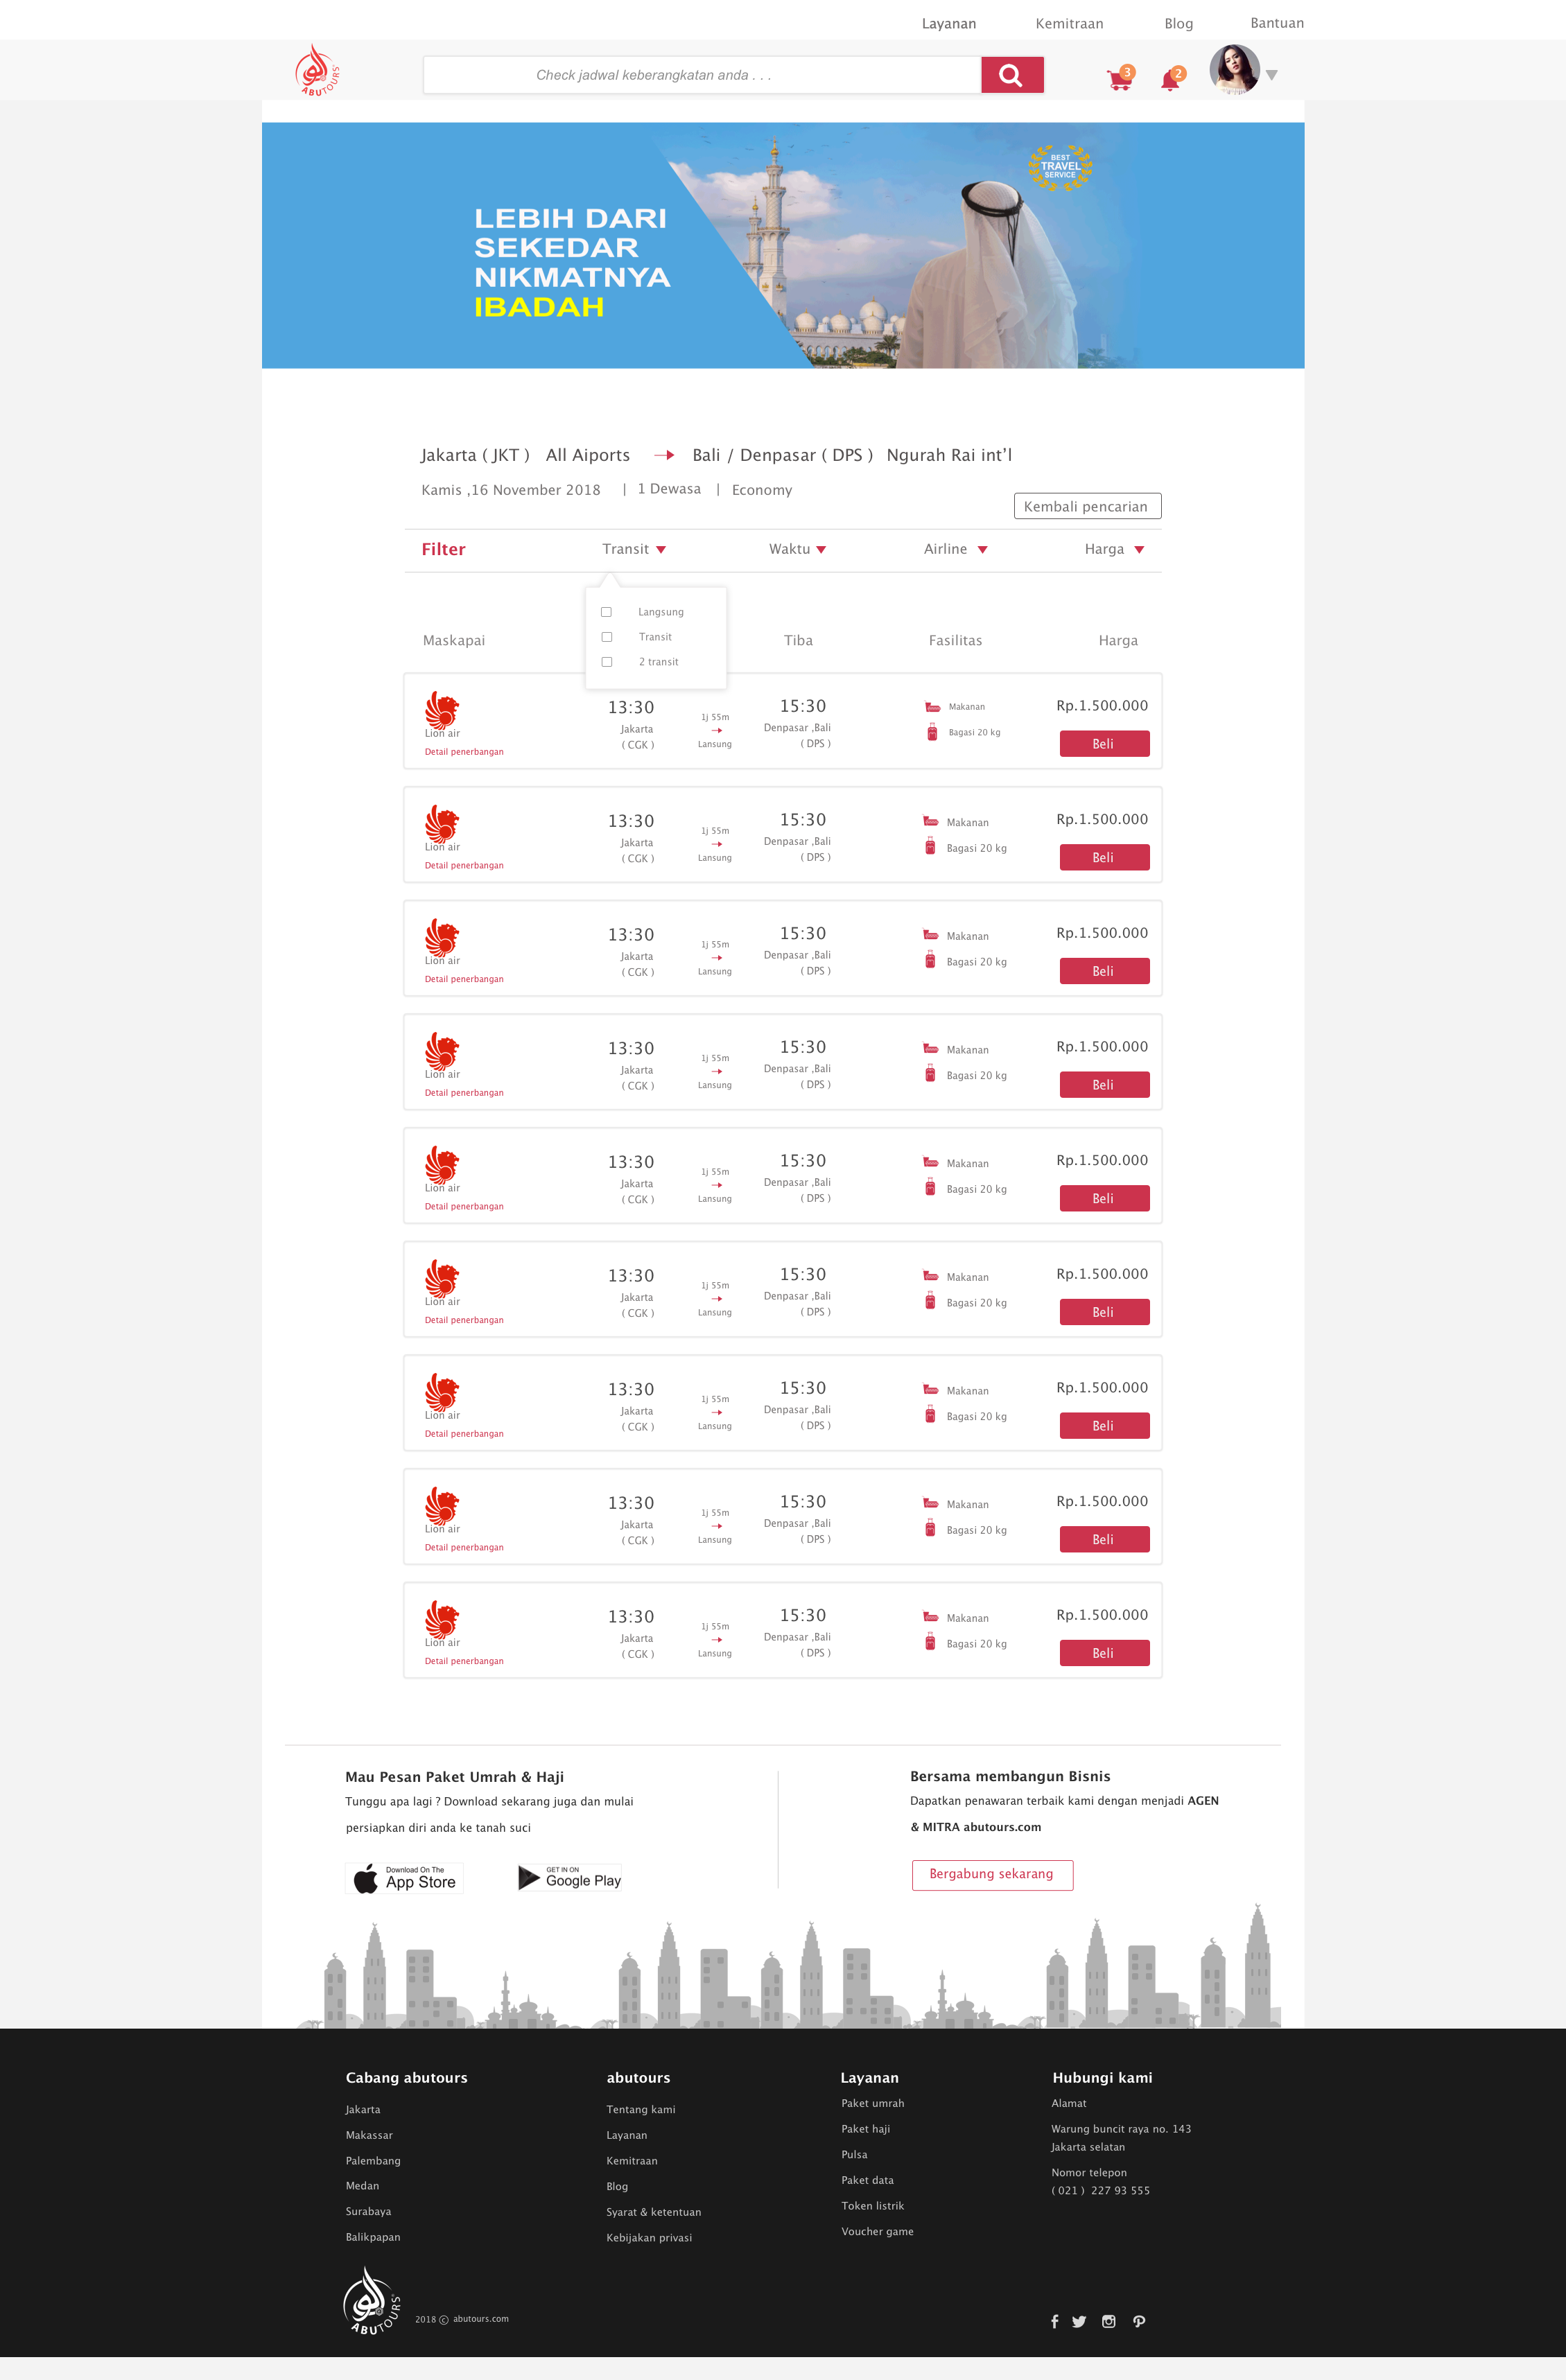 Layanan Kemitraan Blog Bantuan
ABUTOURS
Check jadwal keberangkatan anda . . .
3
2
BEST
TRAVEL
SERVICE
LEBIH DARI
SEKEDAR
NIKMATNYA
IBADAH
Jakarta ( JKT ) All Aiports Bali / Denpasar ( DPS ) Ngurah Rai int’l
Kamis ,16 November 2018 | 1 Dewasa | Economy
Kembali pencarian
Filter Transit Waktu Airline Harga
Langsung
Transit
2 transit
Maskapai Tiba Fasilitas Harga
13:30 15:30 Makanan Rp.1.500.000
Lion air Jakarta 1j 55m Denpasar ,Bali Bagasi 20 kg
Detail penerbangan ( CGK ) Lansung ( DPS ) Beli
13:30 15:30 Makanan Rp.1.500.000
Lion air Jakarta 1j 55m Denpasar ,Bali Bagasi 20 kg
Detail penerbangan ( CGK ) Lansung ( DPS ) Beli
13:30 15:30 Makanan Rp.1.500.000
Lion air Jakarta 1j 55m Denpasar ,Bali Bagasi 20 kg
Detail penerbangan ( CGK ) Lansung ( DPS ) Beli
13:30 15:30 Makanan Rp.1.500.000
Lion air Jakarta 1j 55m Denpasar ,Bali Bagasi 20 kg
Detail penerbangan ( CGK ) Lansung ( DPS ) Beli
13:30 15:30 Makanan Rp.1.500.000
Lion air Jakarta 1j 55m Denpasar ,Bali Bagasi 20 kg
Detail penerbangan ( CGK ) Lansung ( DPS ) Beli
13:30 15:30 Makanan Rp.1.500.000
Lion air Jakarta 1j 55m Denpasar ,Bali Bagasi 20 kg
Detail penerbangan ( CGK ) Lansung ( DPS ) Beli
13:30 15:30 Makanan Rp.1.500.000
Lion air Jakarta 1j 55m Denpasar ,Bali Bagasi 20 kg
Detail penerbangan ( CGK ) Lansung ( DPS ) Beli
13:30 15:30 Makanan Rp.1.500.000
Lion air Jakarta 1j 55m Denpasar ,Bali Bagasi 20 kg
Detail penerbangan ( CGK ) Lansung ( DPS ) Beli
13:30 15:30 Makanan Rp.1.500.000
Lion air Jakarta 1j 55m Denpasar ,Bali Bagasi 20 kg
Detail penerbangan ( CGK ) Lansung ( DPS ) Beli
Mau Pesan Paket Umrah & Haji
Tunggu apa lagi ? Download sekarang juga dan mulai
persiapkan diri anda ke tanah suci
Download On The
App Store
GET IN ON
Google Play
Bersama membangun Bisnis
Dapatkan penawaran terbaik kami dengan menjadi AGEN
& MITRA abutours.com
Bergabung sekarang
Cabang abutours
Jakarta
Makassar
Palembang
Medan
Surabaya
Balikpapan
abutours
Tentang kami
Layanan
Kemitraan
Blog
Syarat & ketentuan
Kebijakan privasi
Layanan
Paket umrah
Paket haji
Pulsa
Paket data
Token listrik
Voucher game
Hubungi kami
Alamat
Warung buncit raya no. 143
Jakarta selatan
Nomor telepon
( 021 ) 227 93 555
ABUTOURS
2018 © abutours.com